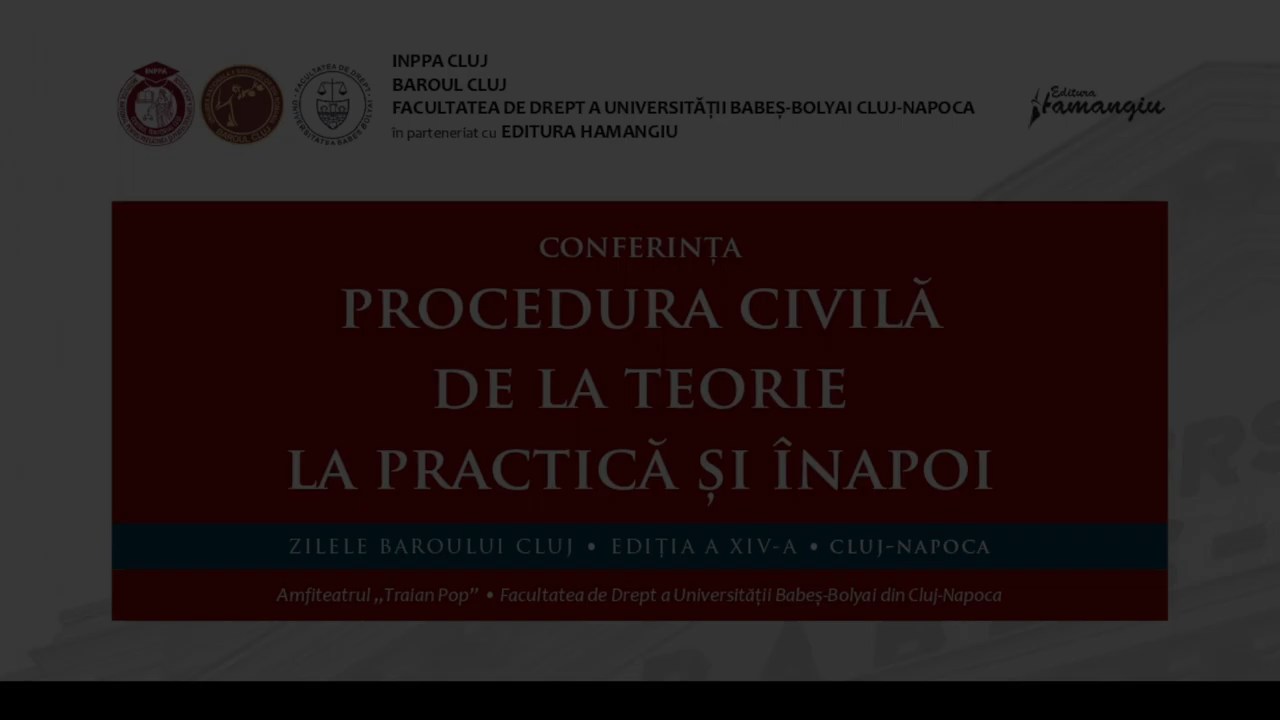 INPPA CLUJ
BAROUL CLUJ
FACULTATEA DE DREPT A UNIVERSITĂȚII BABEȘ-BOLYAI CLUJ-NAPOCA
în parteneriat cu EDITURA HAMANGIU
Editura
Hamangiu
CONFERINȚA
PROCEDURA CIVILĂ
DE LA TEORIE
LA PRACTICĂ ȘI ÎNAPOI
ZILELE BAROULUI CLUJ • EDIȚIA A XIV-A • CLUJ-NAPOCA
Amfiteatrul „Traian Pop” • Facultatea de Drept a Universității Babeș-Bolyai din Cluj-Napoca